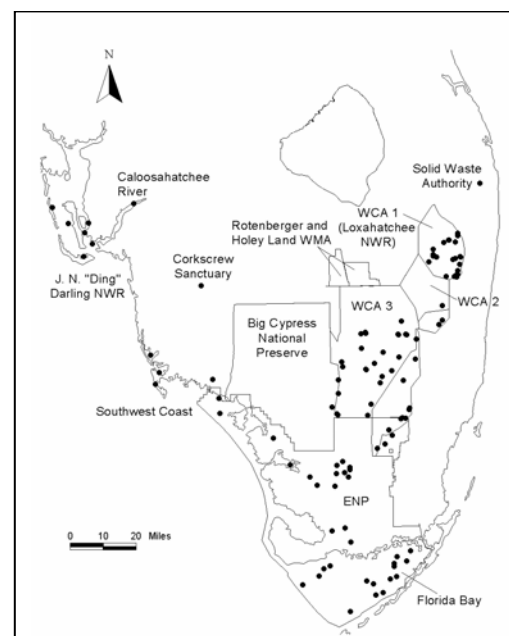 N
Solid Waste
Authority
Caloosahatchee
River
WCA 1
(Loxahatchee
NWR)
Rotenberger and
Holey Land WMA
Corkscrew
Sanctuary
J. N. "Ding"
Darling NWR
WCA 2
WCA 3
Big Cypress
National
Preserve
Southwest Coast
ENP
0 10 20 Miles
Florida Bay